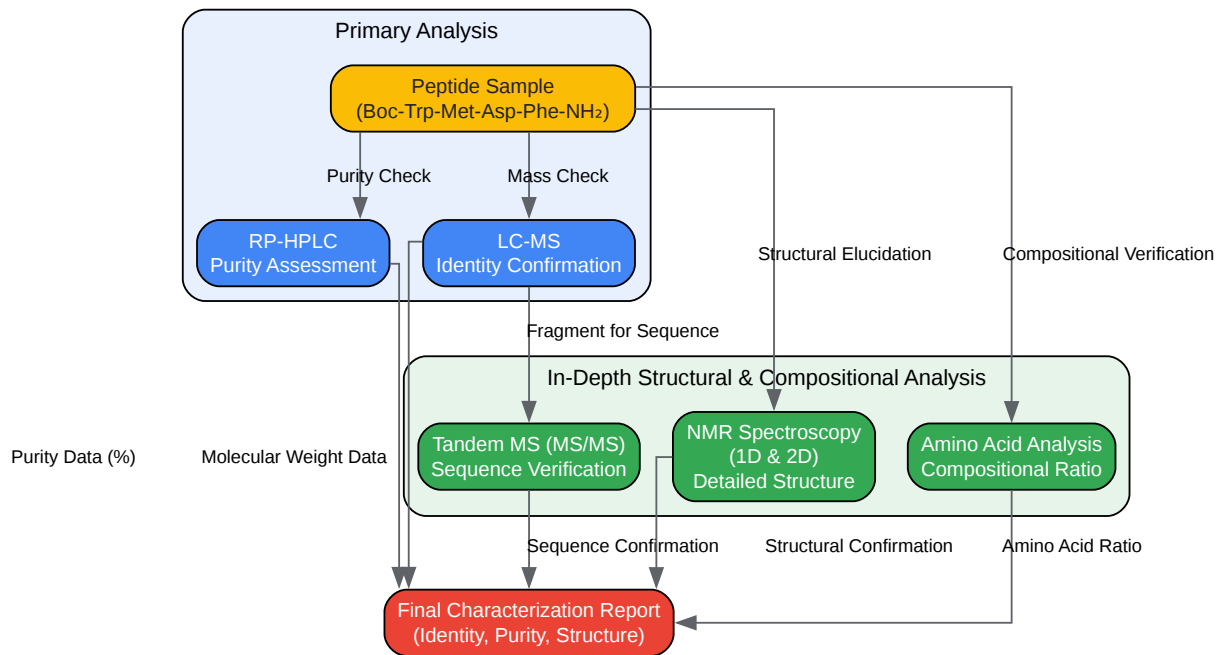 Primary Analysis
Peptide Sample
(Boc-Trp-Met-Asp-Phe-NH₂)
Purity Check
Mass Check
RP-HPLC
Purity Assessment
LC-MS
Identity Confirmation
Structural Elucidation
Compositional Verification
Fragment for Sequence
In-Depth Structural & Compositional Analysis
Tandem MS (MS/MS)
Sequence Verification
NMR Spectroscopy
(1D & 2D)
Detailed Structure
Amino Acid Analysis
Compositional Ratio
Purity Data (%)
Molecular Weight Data
Sequence Confirmation
Structural Confirmation
Amino Acid Ratio
Final Characterization Report
(Identity, Purity, Structure)